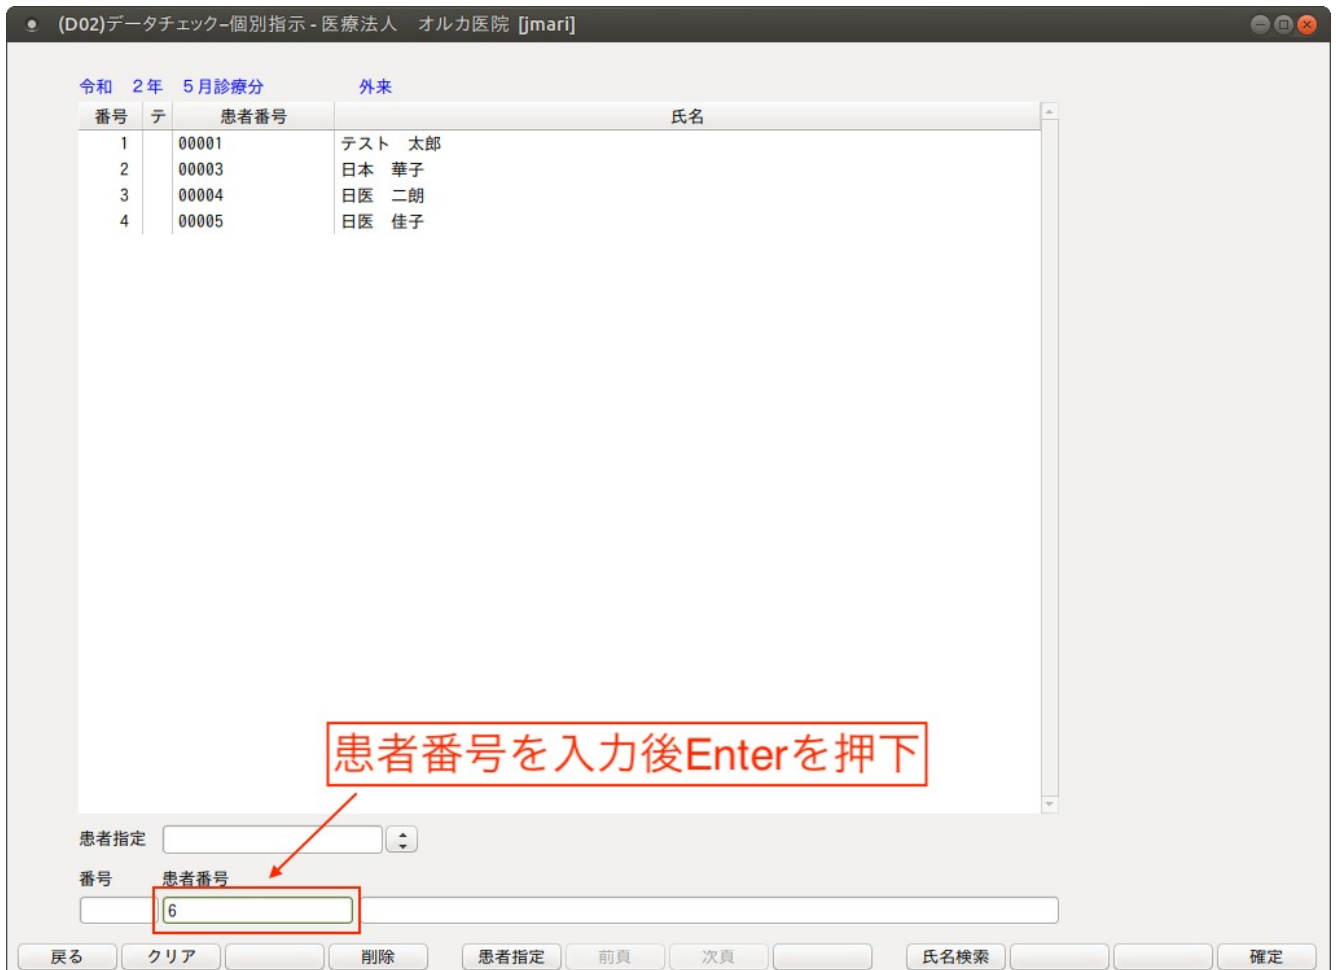 (D02)データチェック–個別指示 - 医療法人　オルカ医院 [jmari]
令和　２年　５月診療分　外来
番号 テ 患者番号 氏名
1 00001 テスト　太郎
2 00003 日本　華子
3 00004 日医　二朗
4 00005 日医　佳子
患者番号を入力後Enterを押下
患者指定
番号 患者番号
6
戻る クリア 削除 患者指定 前頁 次頁 氏名検索 確定